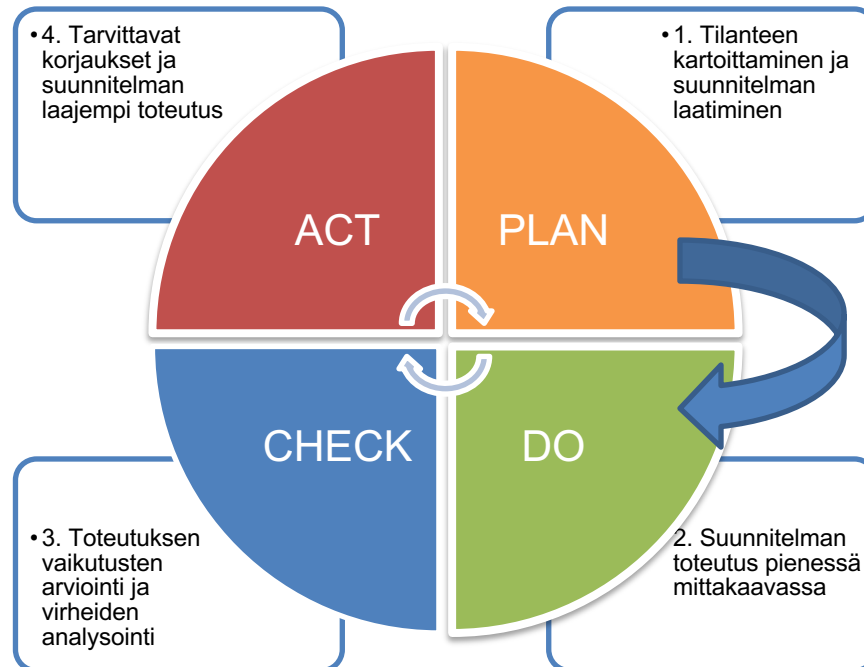 • 4. Tarvittavat
korjaukset ja
suunnitelman
laajempi toteutus
• 1. Tilanteen
kartoittaminen ja
suunnitelman
laatiminen
ACT
PLAN
CHECK
DO
• 3. Toteutuksen
vaikutusten
arviointi ja
virheiden
analysointi
2. Suunnitelman
toteutus pienessä
mittakaavassa